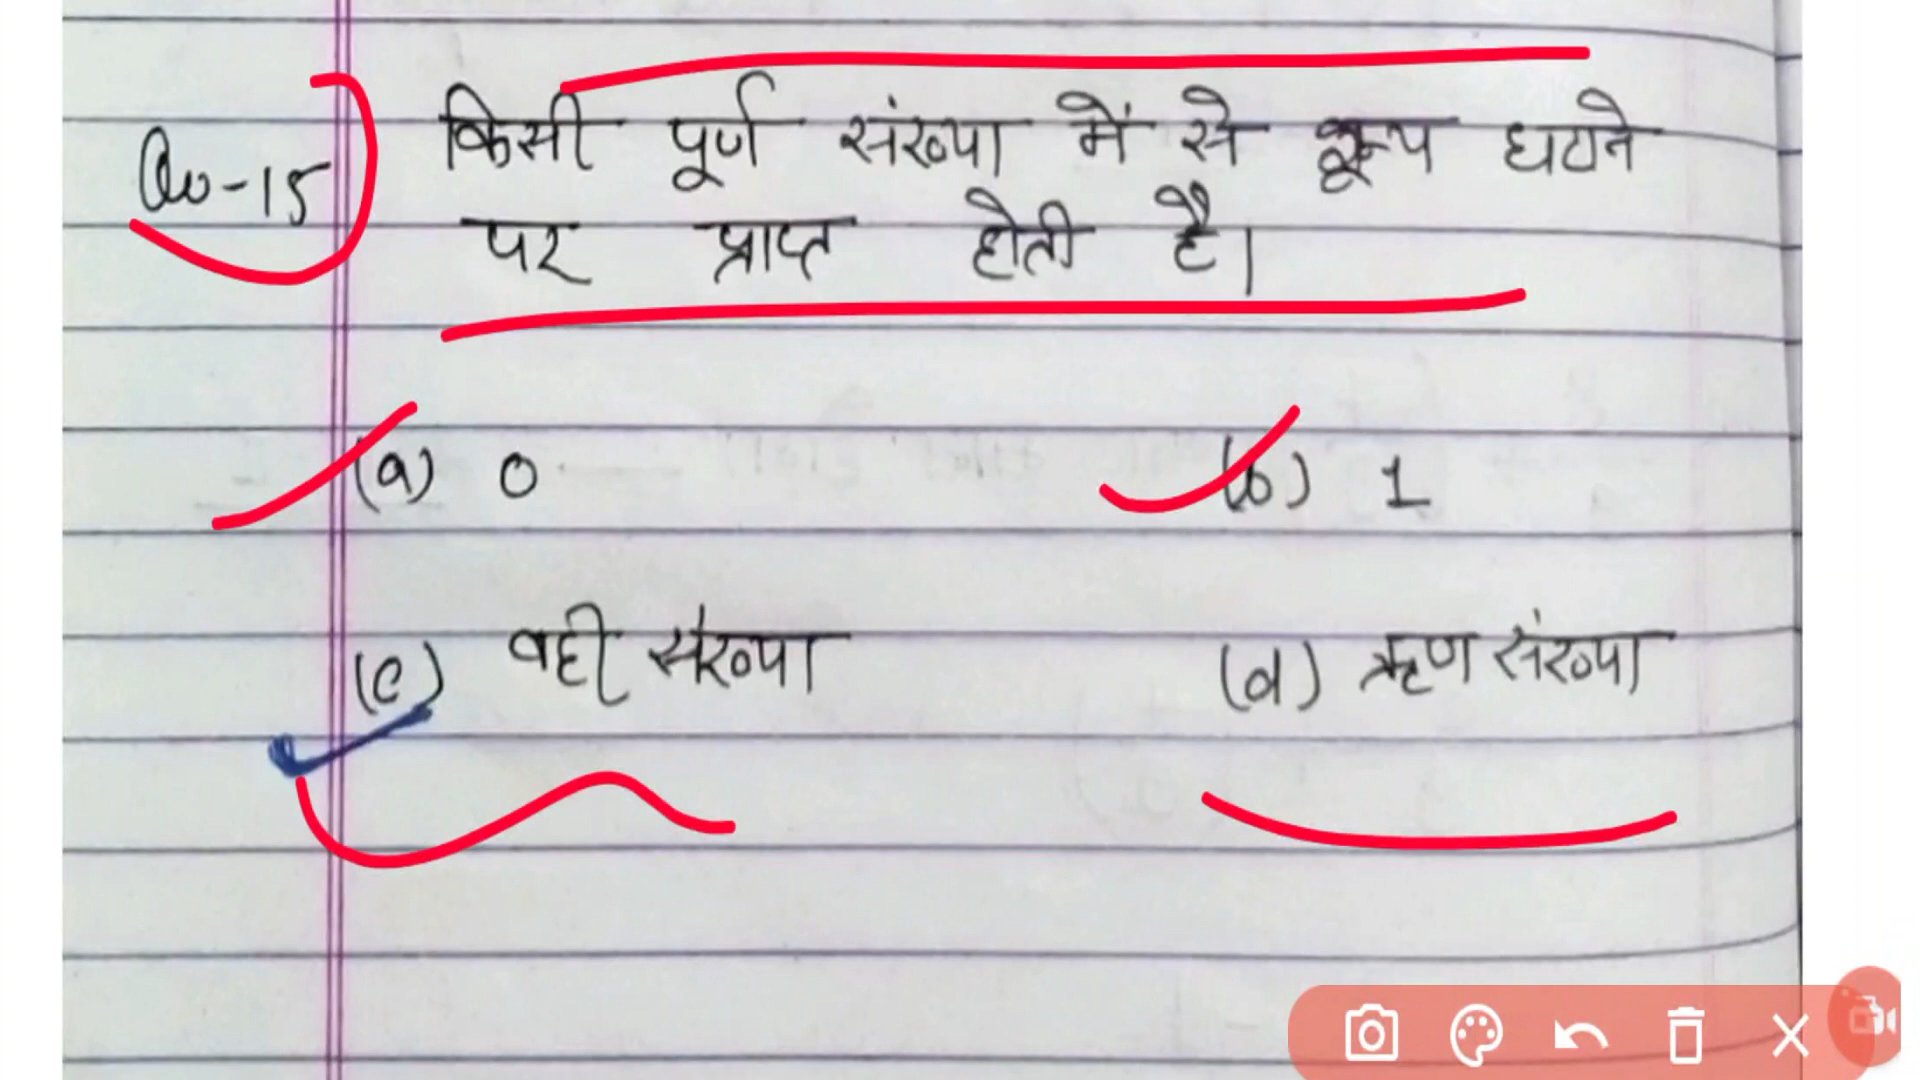 Qu-15
किसी पूर्ण संख्या में से शून्य घटाने
पर प्राप्त होती है।
(a) 0
(b) 1
(c) वही संख्या
(d) ऋण संख्या